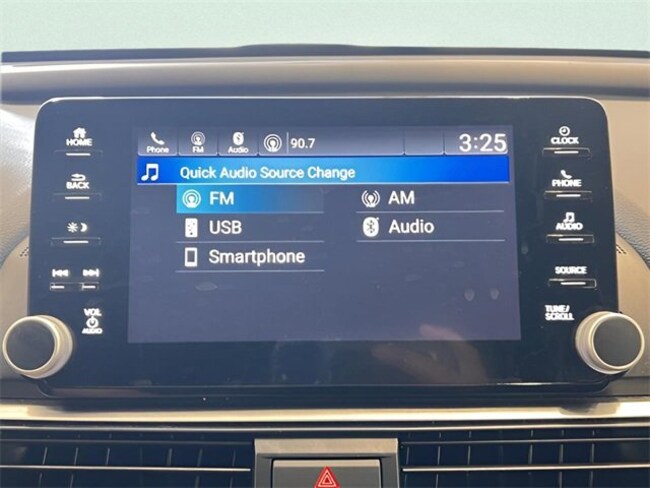 HOME
BACK
VOL
AUDIO
Phone FM Audio 90.7 3:25
Quick Audio Source Change
FM AM
USB Audio
Smartphone
CLOCK
PHONE
AUDIO
SOURCE
TUNE/
SCROLL